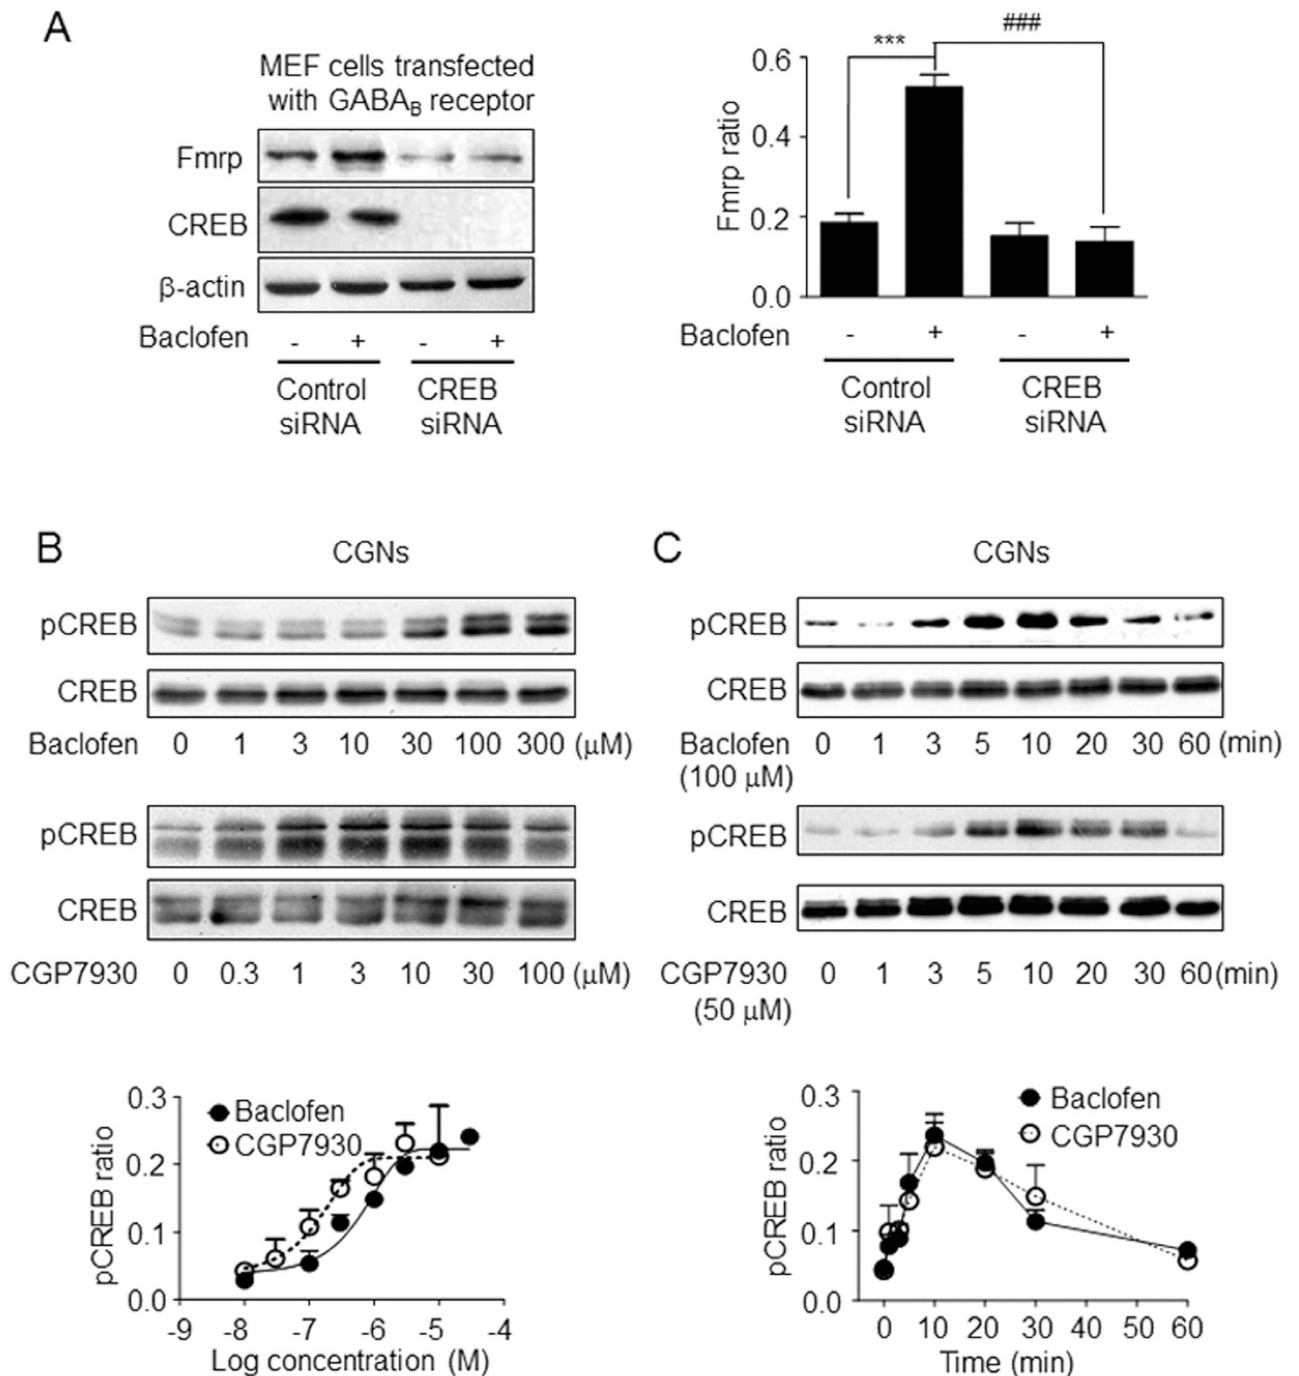 A
MEF cells transfected
with GABAB receptor
Fmrp
CREB
β-actin
Baclofen - + - +
Control CREB
siRNA siRNA
*** ###
Fmrp ratio
0.6
0.4
0.2
0.0
Baclofen - + - +
Control CREB
siRNA siRNA
B CGNs
pCREB
CREB
Baclofen 0 1 3 10 30 100 300 (μM)
pCREB
CREB
CGP7930 0 0.3 1 3 10 30 100 (μM)
pCREB ratio
0.3
0.2
0.1
0.0
Baclofen
CGP7930
-9 -8 -7 -6 -5 -4
Log concentration (M)
C CGNs
pCREB
CREB
Baclofen 0 1 3 5 10 20 30 60 (min)
(100 μM)
pCREB
CREB
CGP7930 0 1 3 5 10 20 30 60 (min)
(50 μM)
pCREB ratio
0.3
0.2
0.1
0.0
Baclofen
CGP7930
0 10 20 30 40 50 60
Time (min)